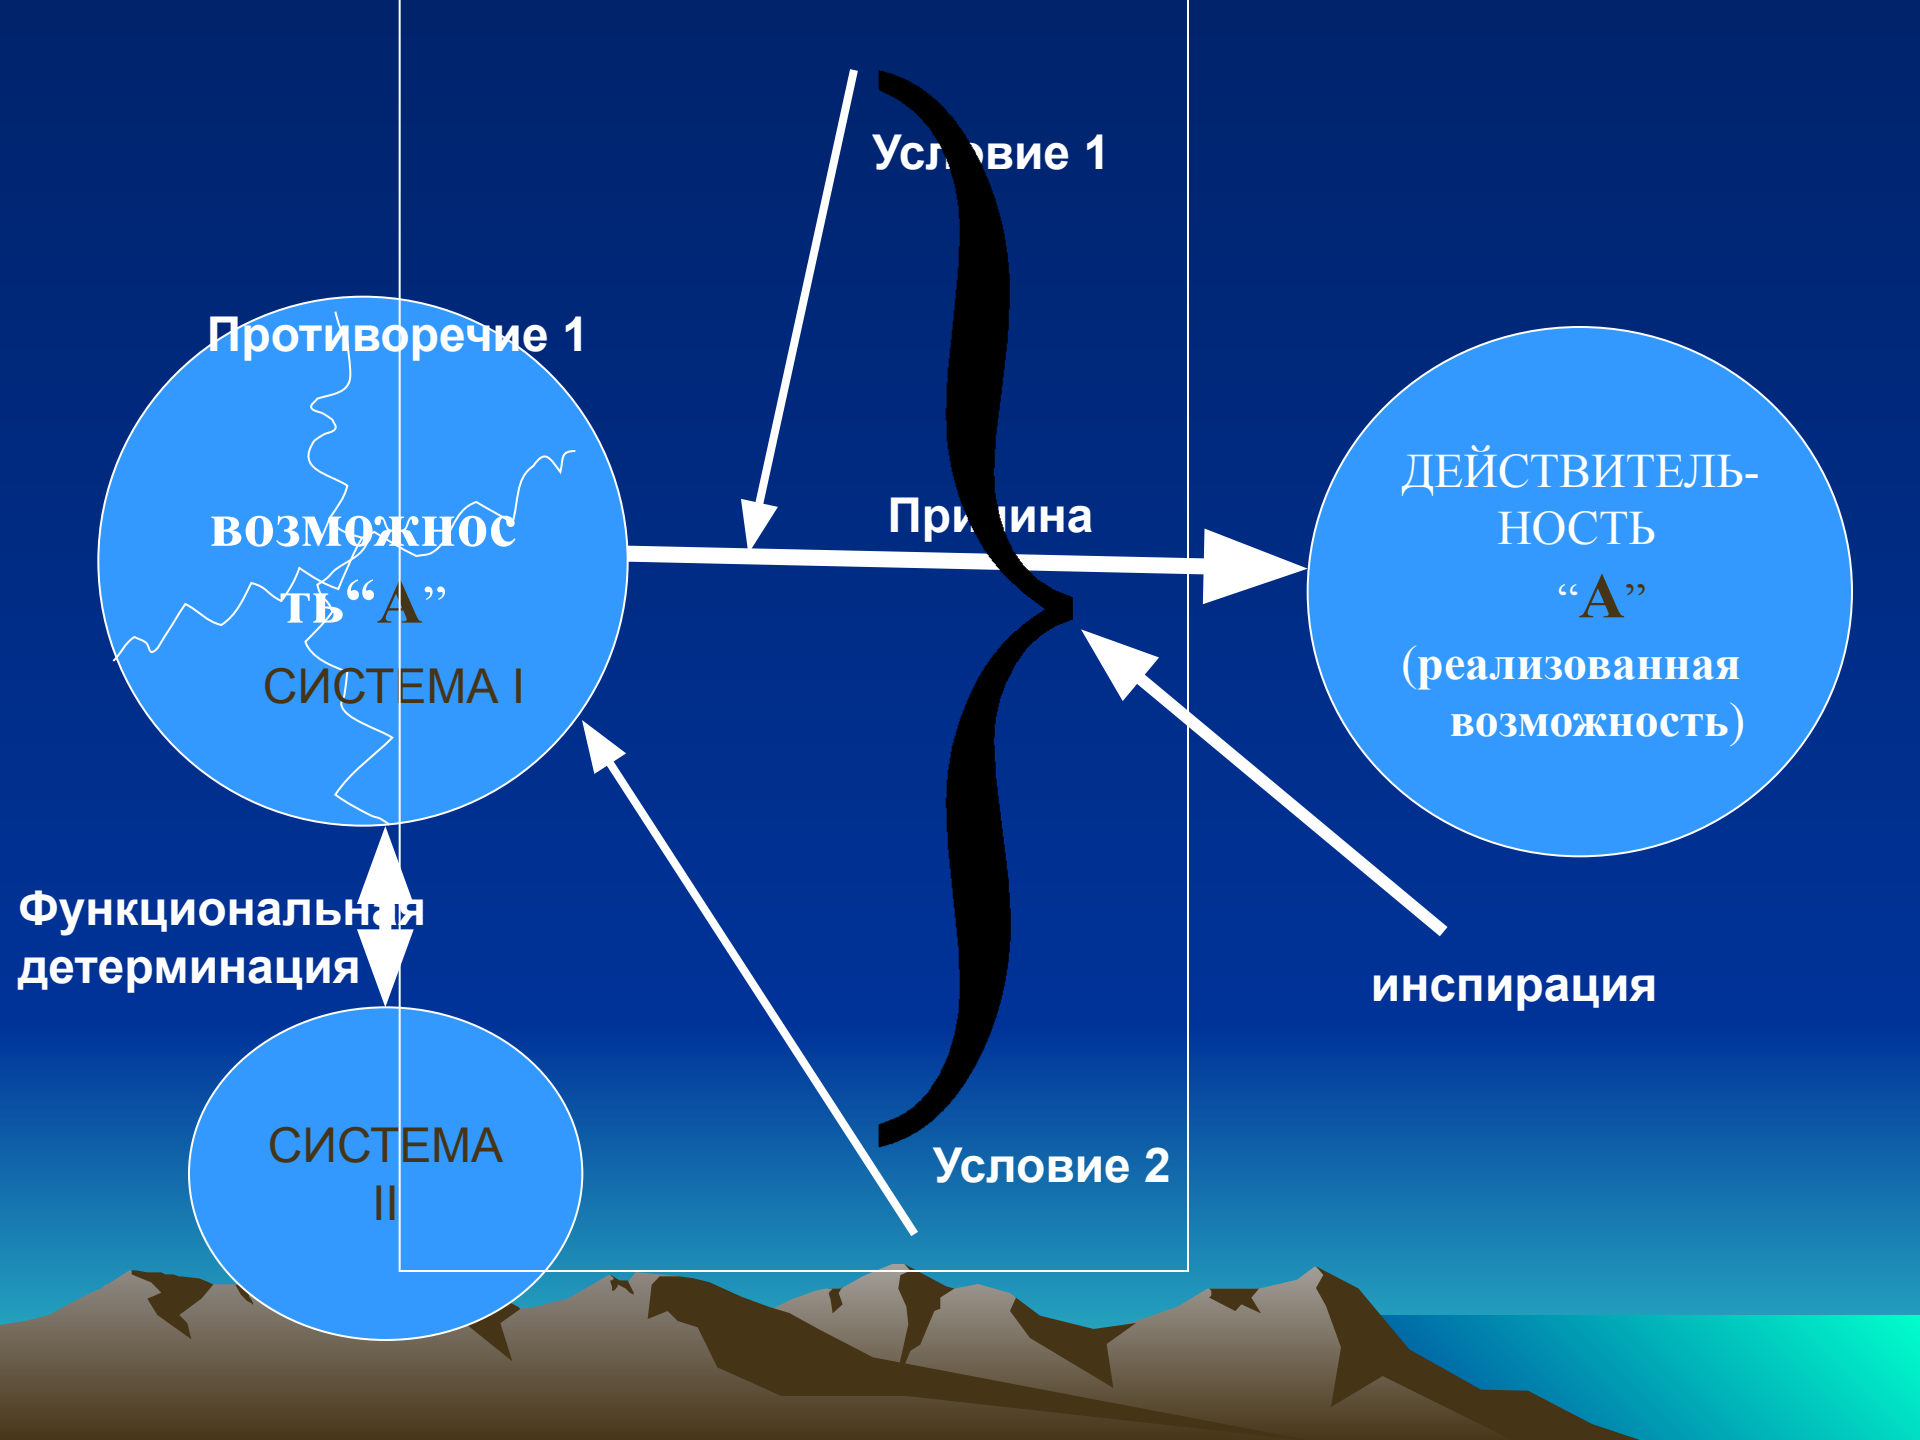 Условие 1
Противоречие 1
возможнос
ть“А”
СИСТЕМА I
Причина
ДЕЙСТВИТЕЛЬ-
НОСТЬ
“А”
(реализованная
возможность)
Функциональная
детерминация
инспирация
СИСТЕМА
II
Условие 2